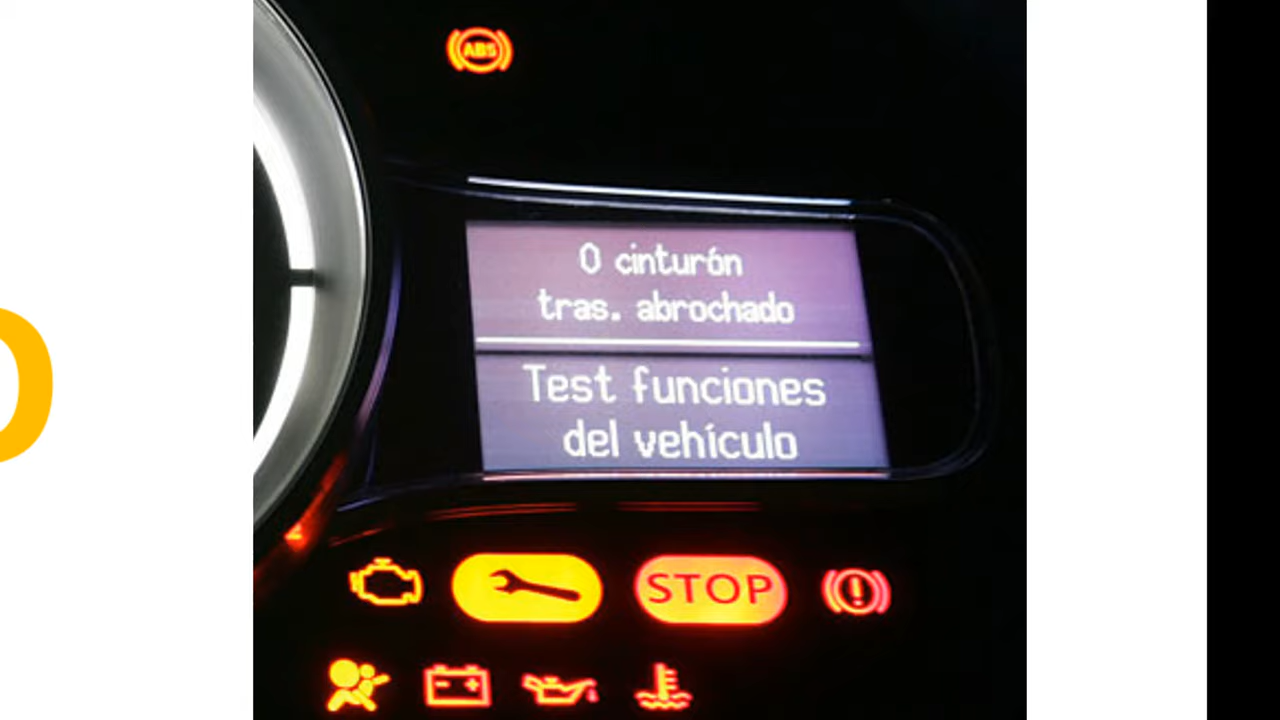 ABS
0 cinturón
tras. abrochado
Test funciones
del vehículo
STOP